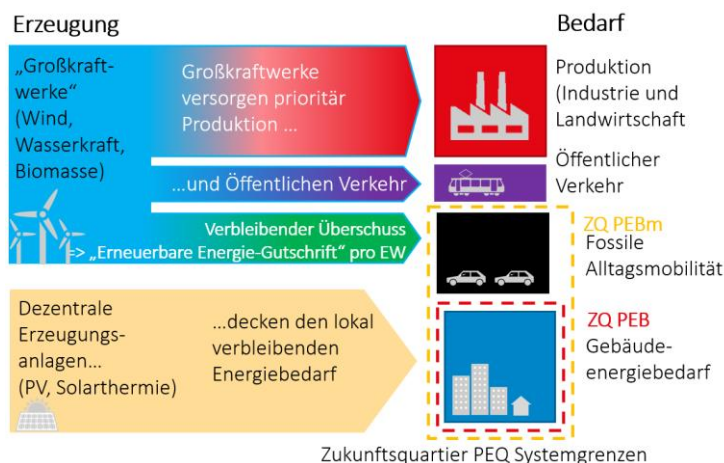 Erzeugung
Bedarf
„Großkraft-
werke“
(Wind,
Wasserkraft,
Biomasse)
Großkraftwerke
versorgen prioritär
Produktion ...
Produktion
(Industrie und
Landwirtschaft
...und Öffentlichen Verkehr
Öffentlicher
Verkehr
Verbleibender Überschuss
=> „Erneuerbare Energie-Gutschrift“ pro EW
ZQ PEBm
Fossile
Alltagsmobilität
Dezentrale
Erzeugungs-
anlagen...
(PV, Solarthermie)
...decken den lokal
verbleibenden
Energiebedarf
ZQ PEB
Gebäude-
energiebedarf
Zukunftsquartier PEQ Systemgrenzen